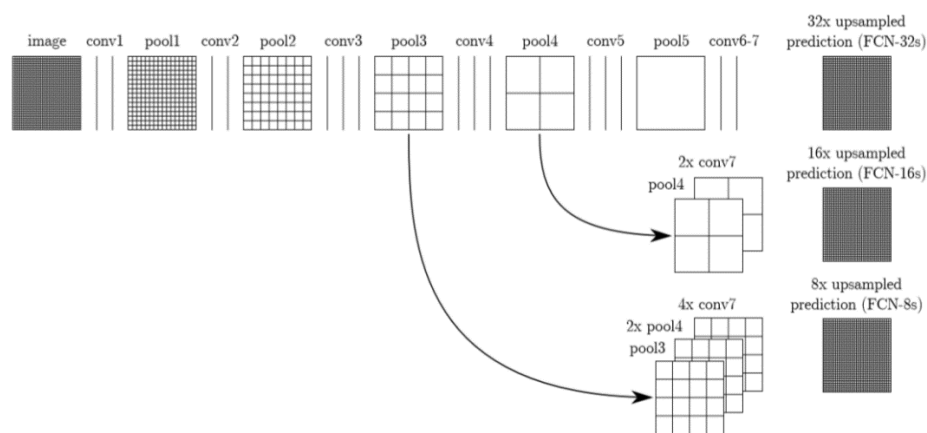 image conv1 pool1 conv2 pool2 conv3 pool3 conv4 pool4 conv5 pool5 conv6-7
32x upsampled
prediction (FCN-32s)
2x conv7
pool4
16x upsampled
prediction (FCN-16s)
4x conv7
2x pool4
pool3
8x upsampled
prediction (FCN-8s)